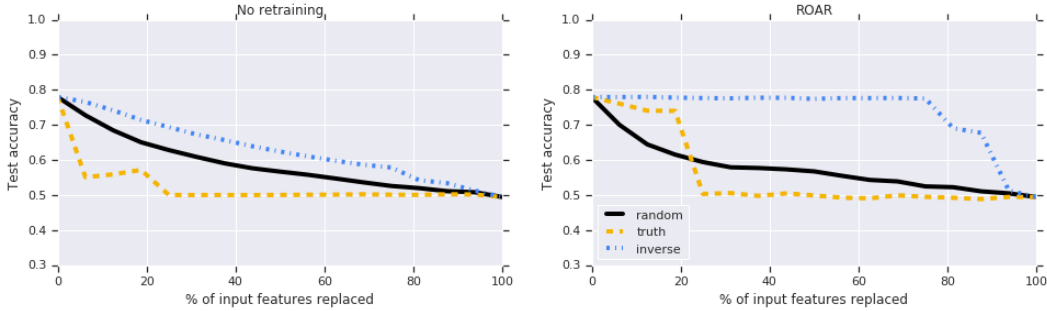 No retraining
1.0
0.9
0.8
0.7
0.6
0.5
0.4
0.3
Test accuracy
0 20 40 60 80 100
% of input features replaced
ROAR
1.0
0.9
0.8
0.7
0.6
0.5
0.4
0.3
Test accuracy
random
truth
inverse
0 20 40 60 80 100
% of input features replaced